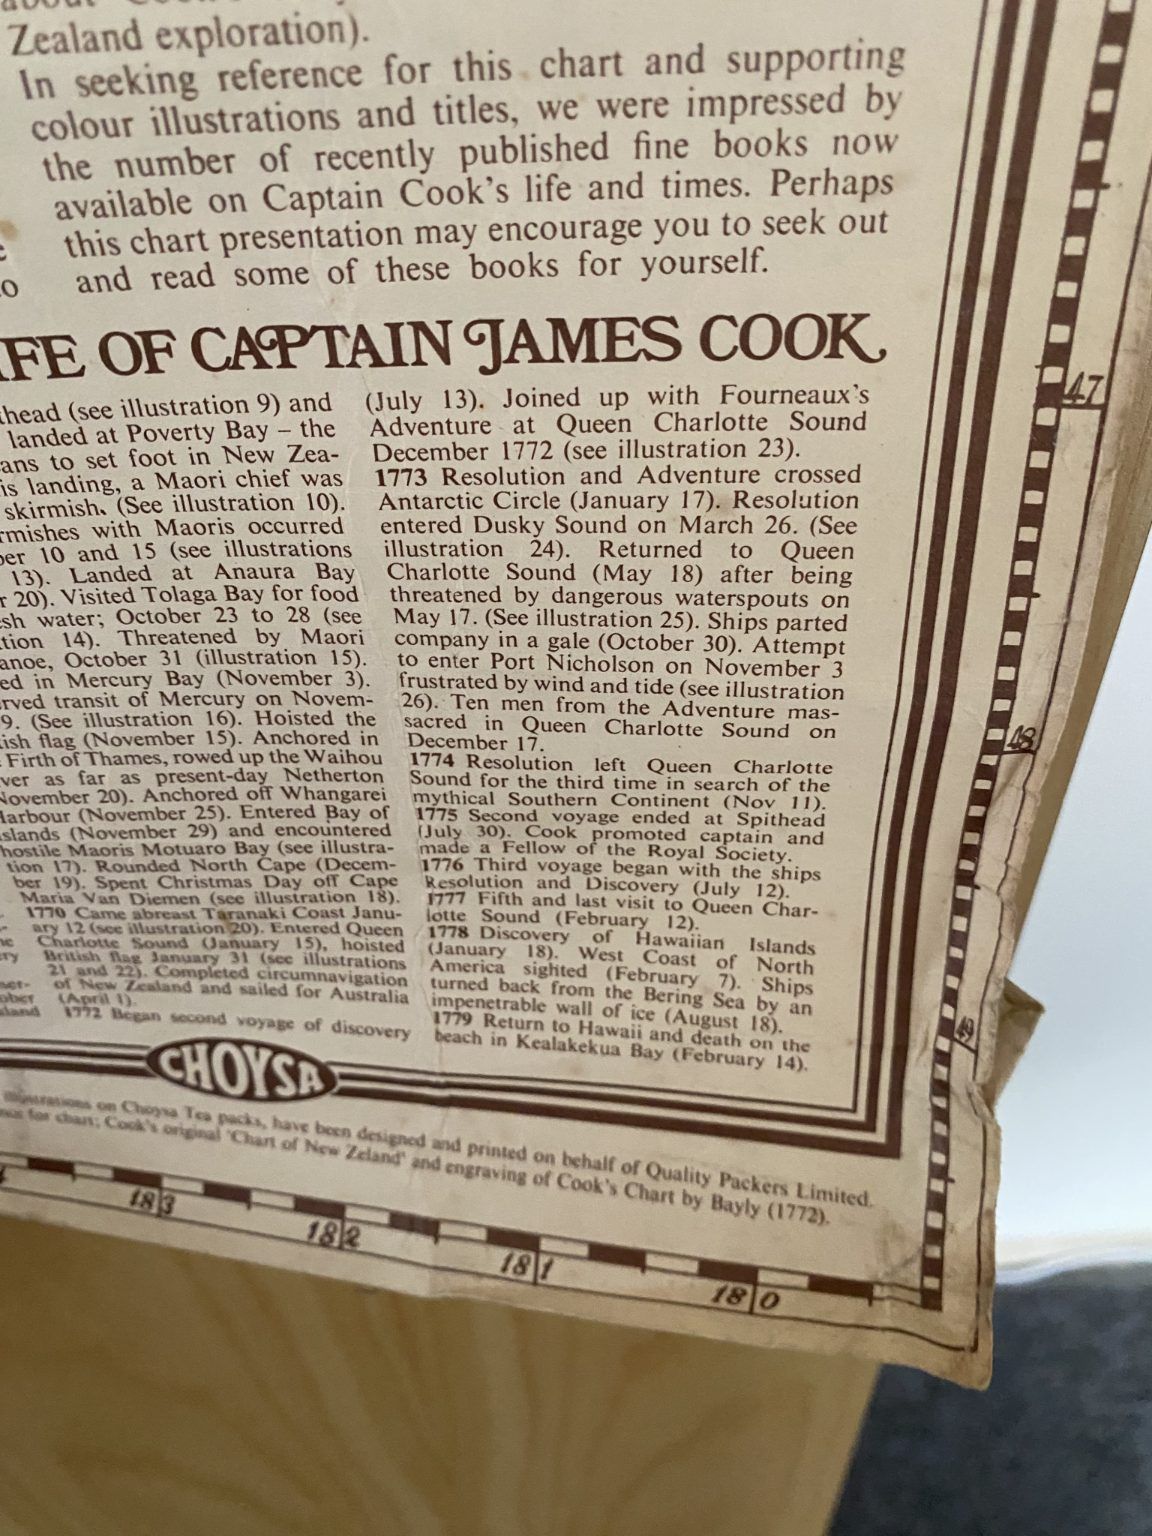 Zealand exploration).
In seeking reference for this chart and supporting
colour illustrations and titles, we were impressed by
the number of recently published fine books now
available on Captain Cook's life and times. Perhaps
this chart presentation may encourage you to seek out
and read some of these books for yourself.
OF CAPTAIN JAMES COOK
head (see illustration 9) and
landed at Poverty Bay – the
ans to set foot in New Zea-
is landing, a Maori chief was
skirmish. (See illustration 10).
rmishes with Maoris occurred
er 10 and 15 (see illustrations
13). Landed at Anaura Bay
r 20). Visited Tolaga Bay for food
sh water; October 23 to 28 (see
tion 14). Threatened by Maori
anoe, October 31 (illustration 15).
ed in Mercury Bay (November 3).
rved transit of Mercury on Novem-
9. (See illustration 16). Hoisted the
ish flag (November 15). Anchored in
Firth of Thames, rowed up the Waihou
ver as far as present-day Netherton
November 20). Anchored off Whangarei
Harbour (November 25). Entered Bay of
slands (November 29) and encountered
hostile Maoris Motuaro Bay (see illustra-
tion 17). Rounded North Cape (Decem-
ber 19). Spent Christmas Day off Cape
Maria Van Diemen (see illustration 18).
1770 Came abreast Taranaki Coast Janu-
ary 12 (see illustration 20). Entered Queen
Charlotte Sound (January 15), hoisted
British flag January 31 (see illustrations
21 and 22). Completed circumnavigation
of New Zealand and sailed for Australia
(April 1).
1772 Began second voyage of discovery
(July 13). Joined up with Fourneaux's
Adventure at Queen Charlotte Sound
December 1772 (see illustration 23).
1773 Resolution and Adventure crossed
Antarctic Circle (January 17). Resolution
entered Dusky Sound on March 26. (See
illustration 24). Returned to Queen
Charlotte Sound (May 18) after being
threatened by dangerous waterspouts on
May 17. (See illustration 25). Ships parted
company in a gale (October 30). Attempt
to enter Port Nicholson on November 3
frustrated by wind and tide (see illustration
26). Ten men from the Adventure mas-
sacred in Queen Charlotte Sound on
December 17.
1774 Resolution left Queen Charlotte
Sound for the third time in search of the
mythical Southern Continent (Nov 11).
1775 Second voyage ended at Spithead
(July 30). Cook promoted captain and
made a Fellow of the Royal Society.
1776 Third voyage began with the ships
Resolution and Discovery (July 12).
1777 Fifth and last visit to Queen Char-
lotte Sound (February 12).
1778 Discovery of Hawaiian Islands
(January 18). West Coast of North
America sighted (February 7). Ships
turned back from the Bering Sea by an
impenetrable wall of ice (August 18).
1779 Return to Hawaii and death on the
beach in Kealakekua Bay (February 14).
CHOYSA
illustrations on Choysa Tea packs, have been designed and printed on behalf of Quality Packers Limited.
for chart; Cook's original 'Chart of New Zeland' and engraving of Cook's Chart by Bayly (1772).
47
48
49
183
182
181
180